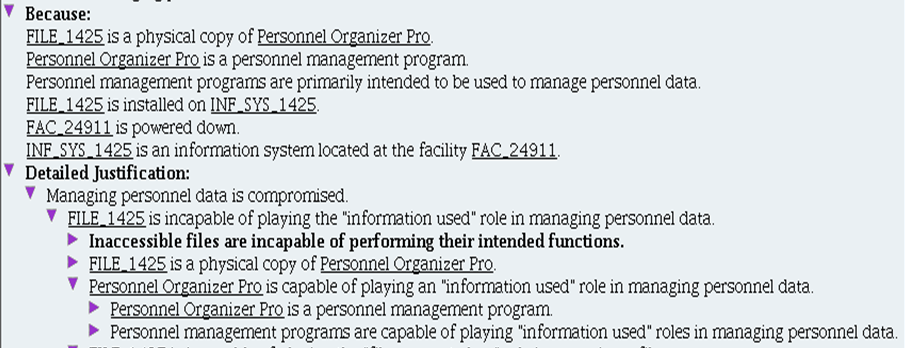 Because:
FILE_1425 is a physical copy of Personnel Organizer Pro.
Personnel Organizer Pro is a personnel management program.
Personnel management programs are primarily intended to be used to manage personnel data.
FILE_1425 is installed on INF_SYS_1425.
FAC_24911 is powered down.
INF_SYS_1425 is an information system located at the facility FAC_24911.
Detailed Justification:
Managing personnel data is compromised.
FILE_1425 is incapable of playing the "information used" role in managing personnel data.
Inaccessible files are incapable of performing their intended functions.
FILE_1425 is a physical copy of Personnel Organizer Pro.
Personnel Organizer Pro is capable of playing an "information used" role in managing personnel data.
Personnel Organizer Pro is a personnel management program.
Personnel management programs are capable of playing "information used" roles in managing personnel data.